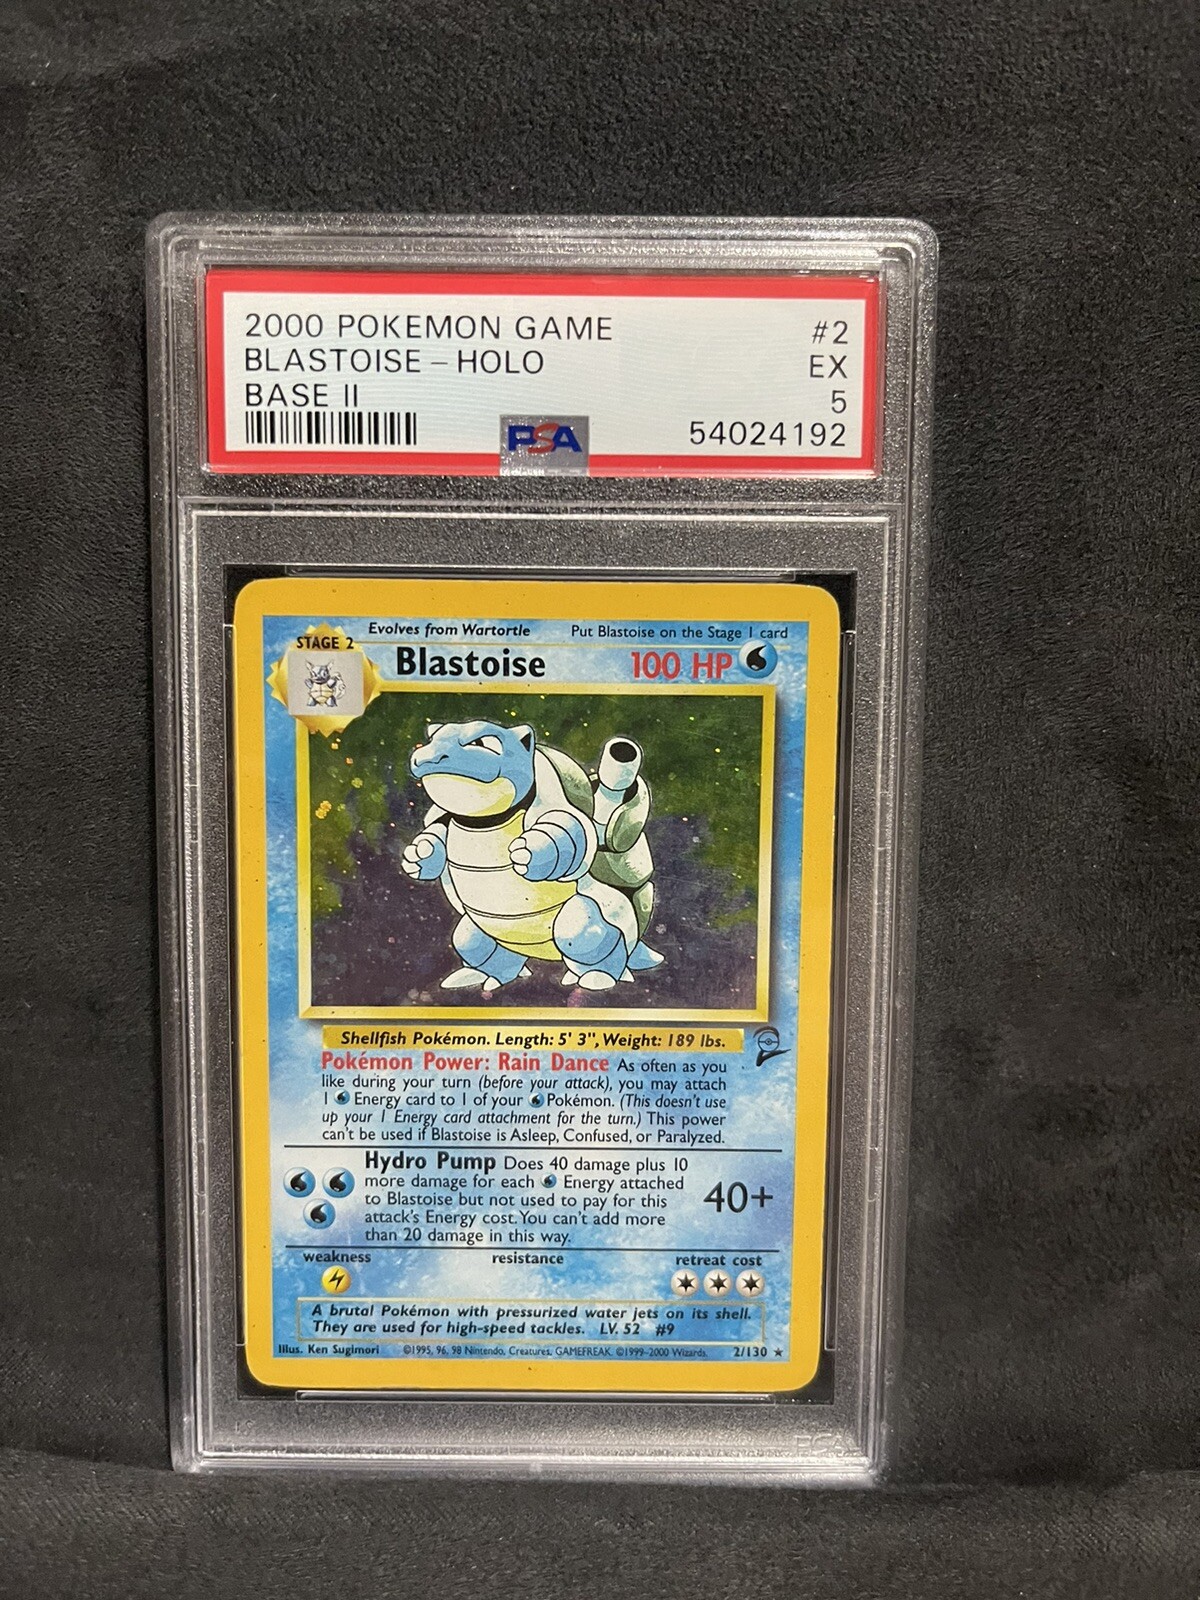 2000 POKEMON GAME #2
BLASTOISE - HOLO EX
BASE II 5
PSA 54024192
STAGE 2 Evolves from Wartortle Put Blastoise on the Stage 1 card
Blastoise 100 HP
Shellfish Pokémon. Length: 5' 3", Weight: 189 lbs.
Pokémon Power: Rain Dance As often as you
like during your turn (before your attack), you may attach
1 Energy card to 1 of your Pokémon. (This doesn't use
up your 1 Energy card attachment for the turn.) This power
can't be used if Blastoise is Asleep, Confused, or Paralyzed.
Hydro Pump Does 40 damage plus 10
more damage for each Energy attached
to Blastoise but not used to pay for this 40+
attack's Energy cost. You can't add more
than 20 damage in this way.
weakness resistance retreat cost
A brutal Pokémon with pressurized water jets on its shell.
They are used for high-speed tackles. LV. 52 #9
Illus. Ken Sugimori ©1995, 96, 98 Nintendo, Creatures, GAMEFREAK. ©1999-2000 Wizards. 2/130 ★
PSA